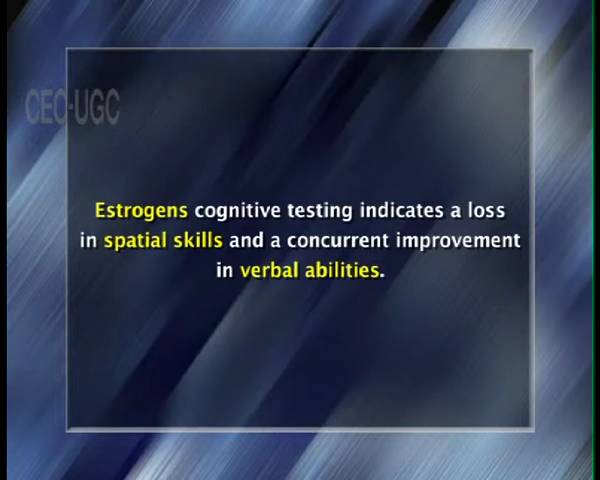 CEC-UGC
Estrogens cognitive testing indicates a loss
in spatial skills and a concurrent improvement
in verbal abilities.